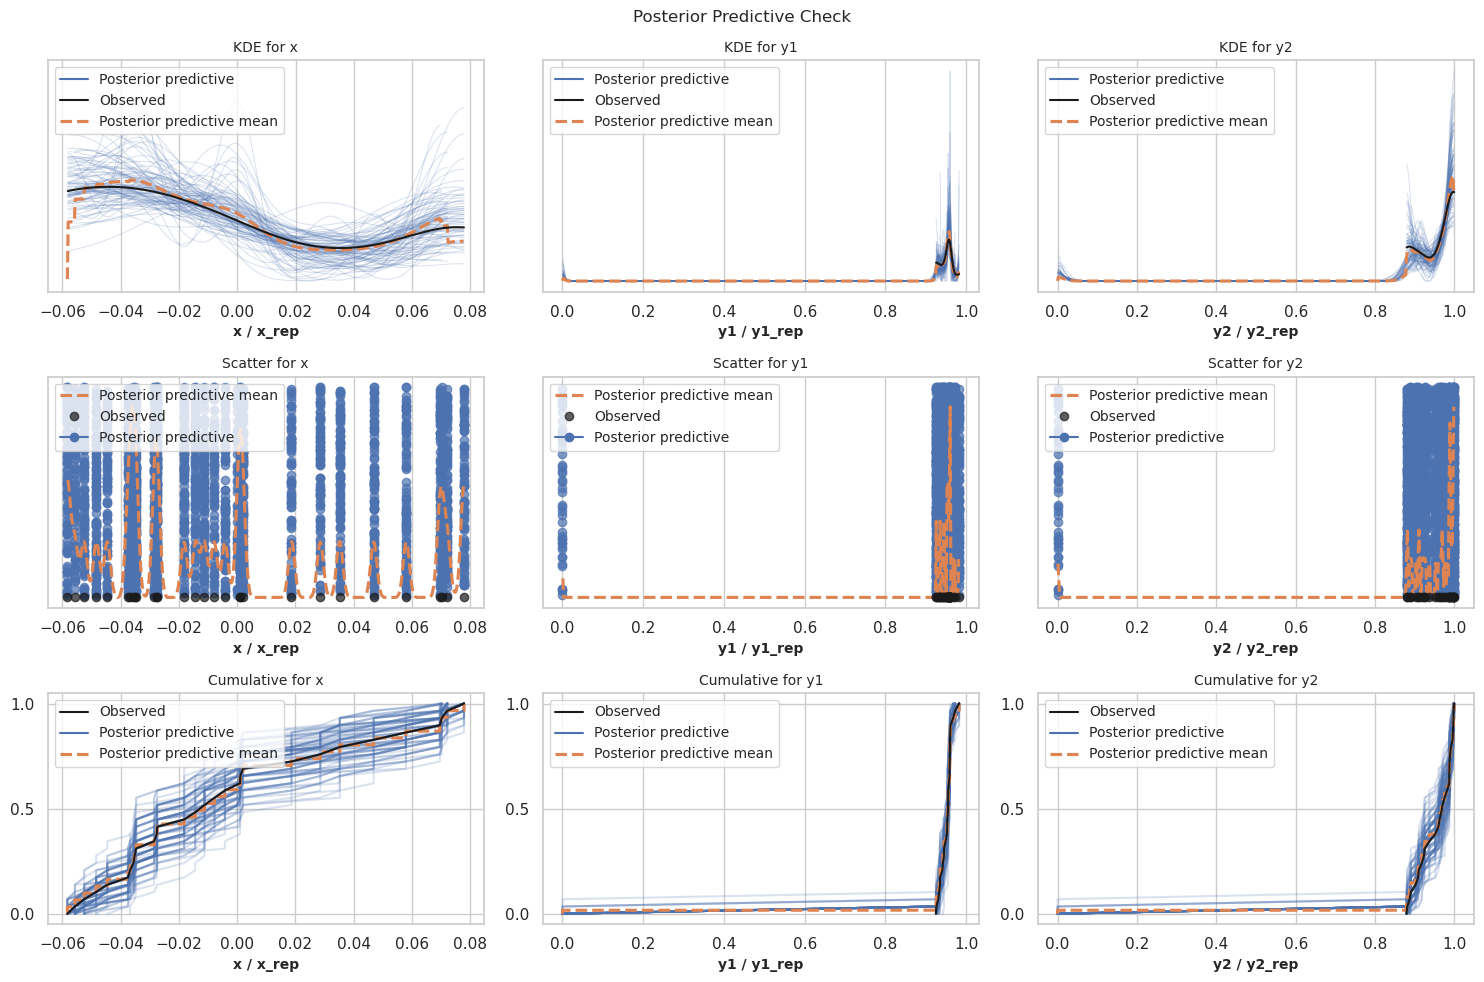 Posterior Predictive Check
KDE for x
Posterior predictive
Observed
Posterior predictive mean
−0.06 −0.04 −0.02 0.00 0.02 0.04 0.06 0.08
x / x_rep
KDE for y1
Posterior predictive
Observed
Posterior predictive mean
0.0 0.2 0.4 0.6 0.8 1.0
y1 / y1_rep
KDE for y2
Posterior predictive
Observed
Posterior predictive mean
0.0 0.2 0.4 0.6 0.8 1.0
y2 / y2_rep
Scatter for x
Posterior predictive mean
Observed
Posterior predictive
−0.06 −0.04 −0.02 0.00 0.02 0.04 0.06 0.08
x / x_rep
Scatter for y1
Posterior predictive mean
Observed
Posterior predictive
0.0 0.2 0.4 0.6 0.8 1.0
y1 / y1_rep
Scatter for y2
Posterior predictive mean
Observed
Posterior predictive
0.0 0.2 0.4 0.6 0.8 1.0
y2 / y2_rep
Cumulative for x
1.0
0.5
0.0
Observed
Posterior predictive
Posterior predictive mean
−0.06 −0.04 −0.02 0.00 0.02 0.04 0.06 0.08
x / x_rep
Cumulative for y1
1.0
0.5
0.0
Observed
Posterior predictive
Posterior predictive mean
0.0 0.2 0.4 0.6 0.8 1.0
y1 / y1_rep
Cumulative for y2
1.0
0.5
0.0
Observed
Posterior predictive
Posterior predictive mean
0.0 0.2 0.4 0.6 0.8 1.0
y2 / y2_rep